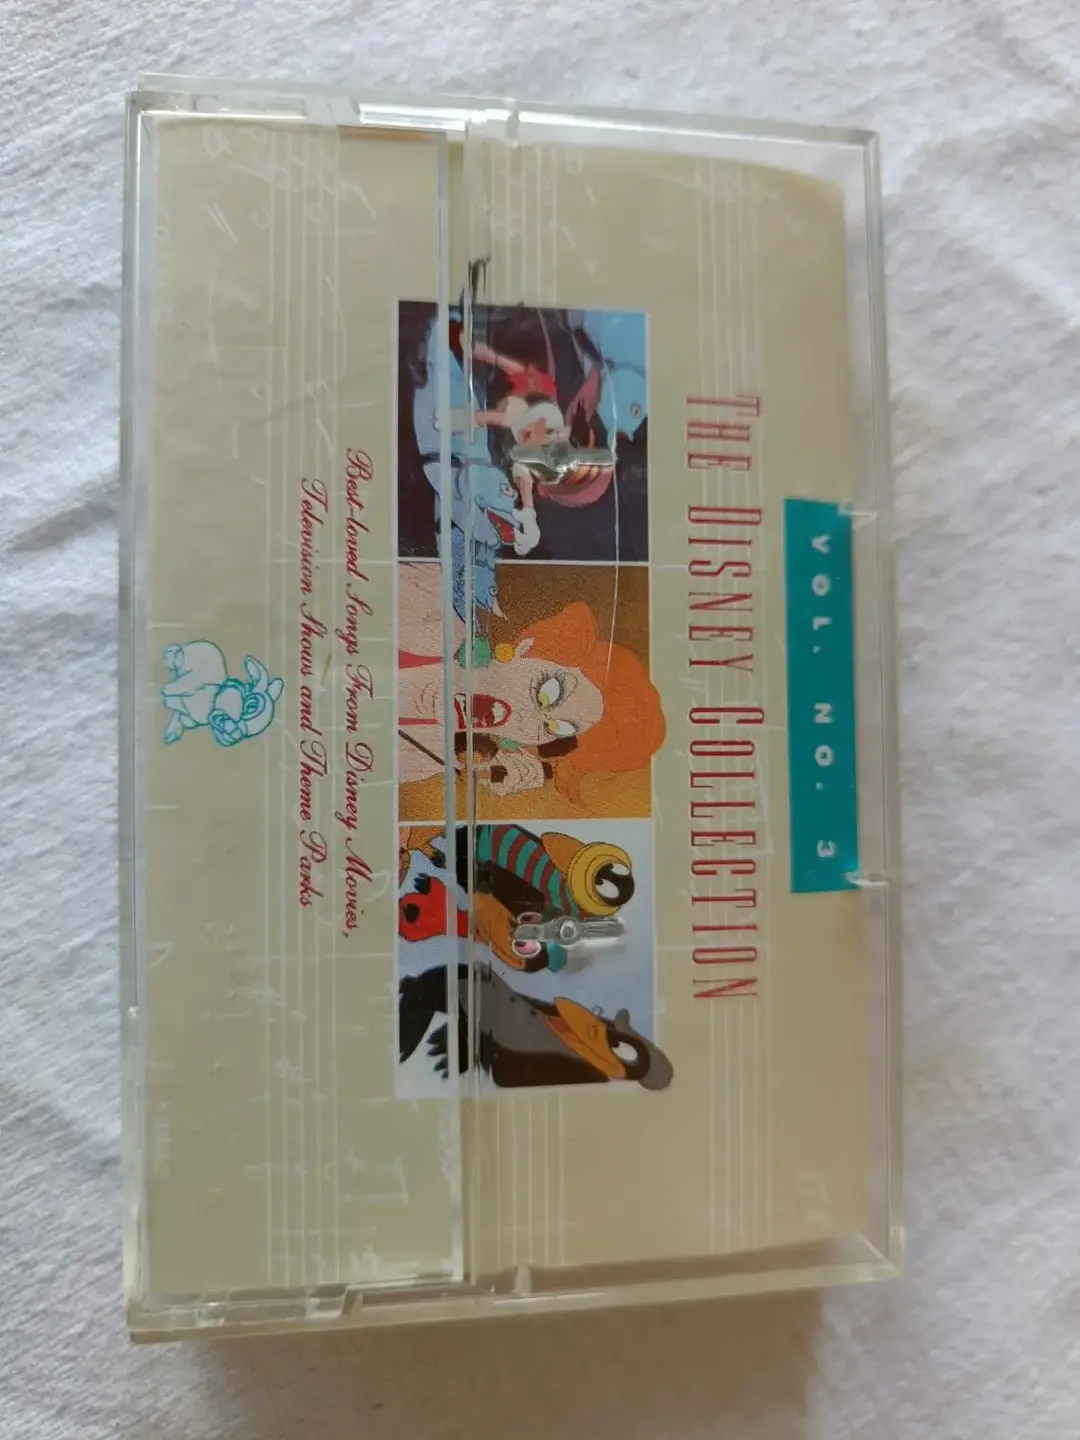 VOL. NO. 3
THE DISNEY COLLECTION
Best-loved Songs From Disney Movies,
Television Shows and Theme Parks